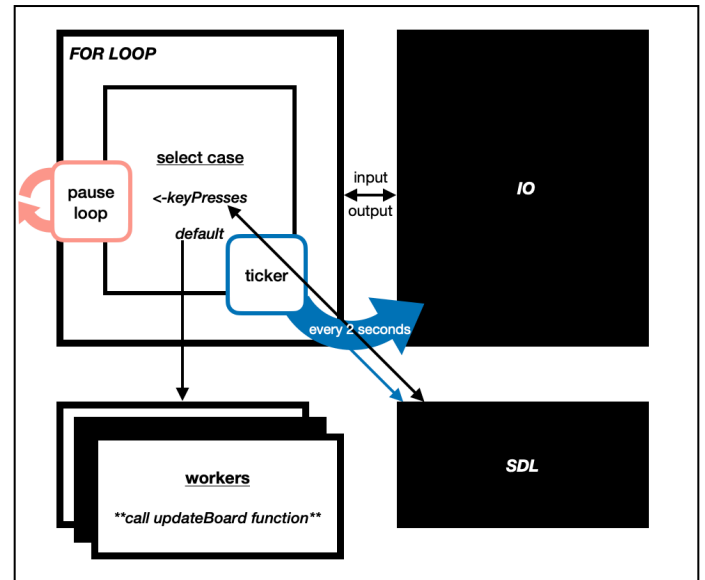 FOR LOOP
select case
<-keyPresses
default
pause
loop
ticker
every 2 seconds
input
output
IO
workers
**call updateBoard function**
SDL